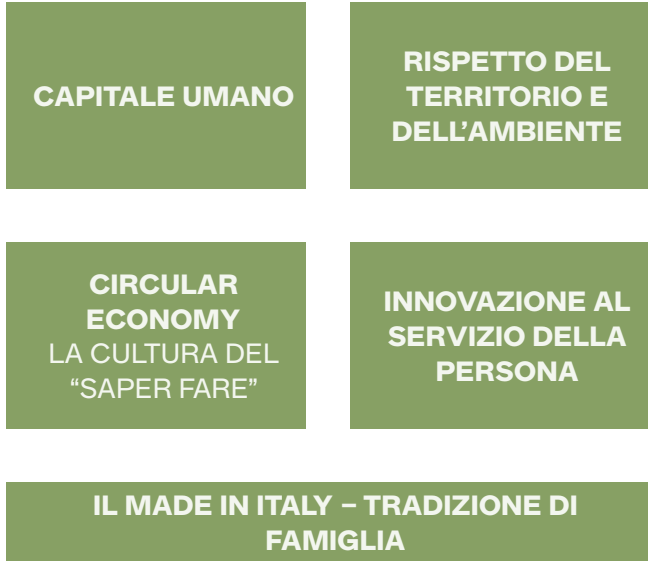 CAPITALE UMANO
RISPETTO DEL
TERRITORIO E
DELL’AMBIENTE
CIRCULAR
ECONOMY
LA CULTURA DEL
“SAPER FARE”
INNOVAZIONE AL
SERVIZIO DELLA
PERSONA
IL MADE IN ITALY – TRADIZIONE DI
FAMIGLIA